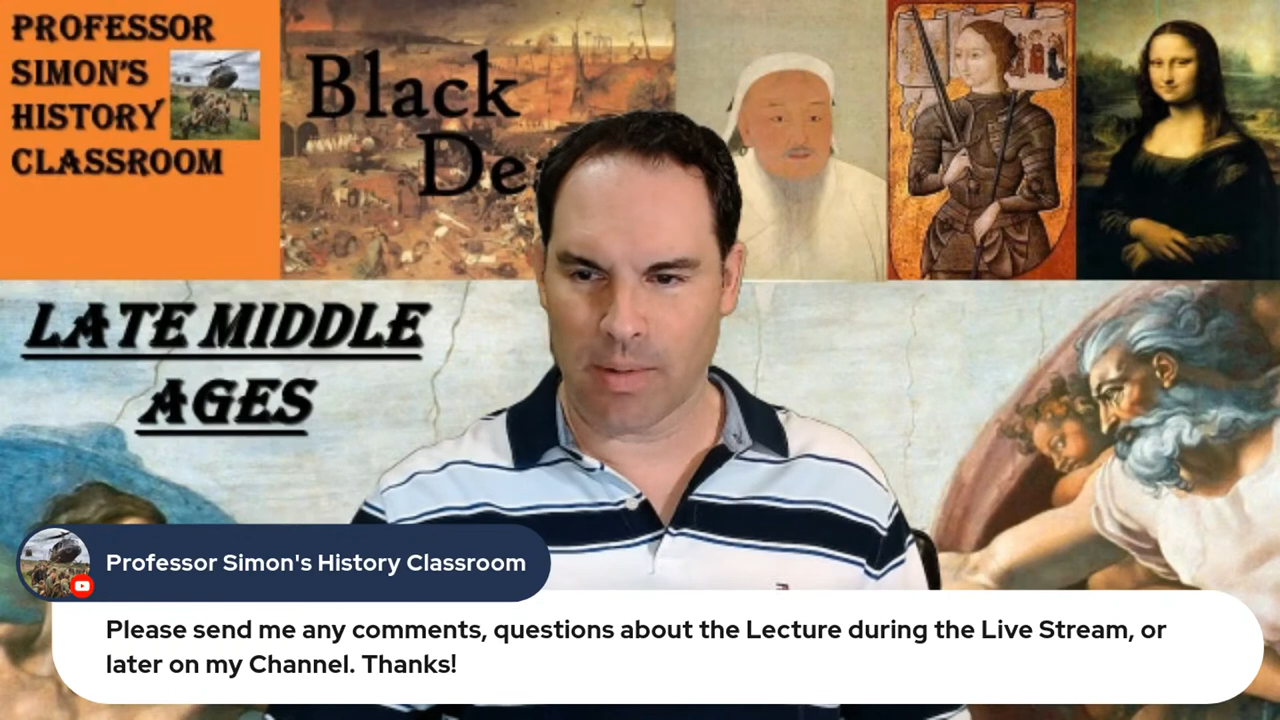 PROFESSOR
SIMON'S
HISTORY
CLASSROOM
Black
De
LATE MIDDLE
AGES
Professor Simon's History Classroom
Please send me any comments, questions about the Lecture during the Live Stream, or
later on my Channel. Thanks!